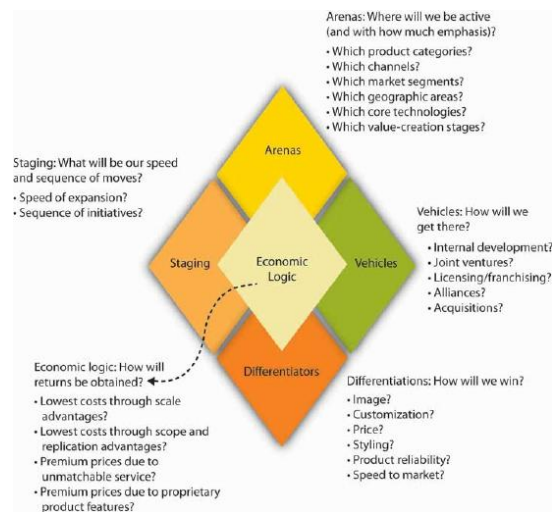 Arenas: Where will we be active
(and with how much emphasis)?
• Which product categories?
• Which channels?
• Which market segments?
• Which geographic areas?
• Which core technologies?
• Which value-creation stages?
Arenas
Staging: What will be our speed
and sequence of moves?
• Speed of expansion?
• Sequence of initiatives?
Staging
Economic
Logic
Vehicles
Vehicles: How will we
get there?
• Internal development?
• Joint ventures?
• Licensing/franchising?
• Alliances?
• Acquisitions?
Differentiators
Economic logic: How will
returns be obtained?
• Lowest costs through scale
advantages?
• Lowest costs through scope and
replication advantages?
• Premium prices due to
unmatchable service?
• Premium prices due to proprietary
product features?
Differentiations: How will we win?
• Image?
• Customization?
• Price?
• Styling?
• Product reliability?
• Speed to market?